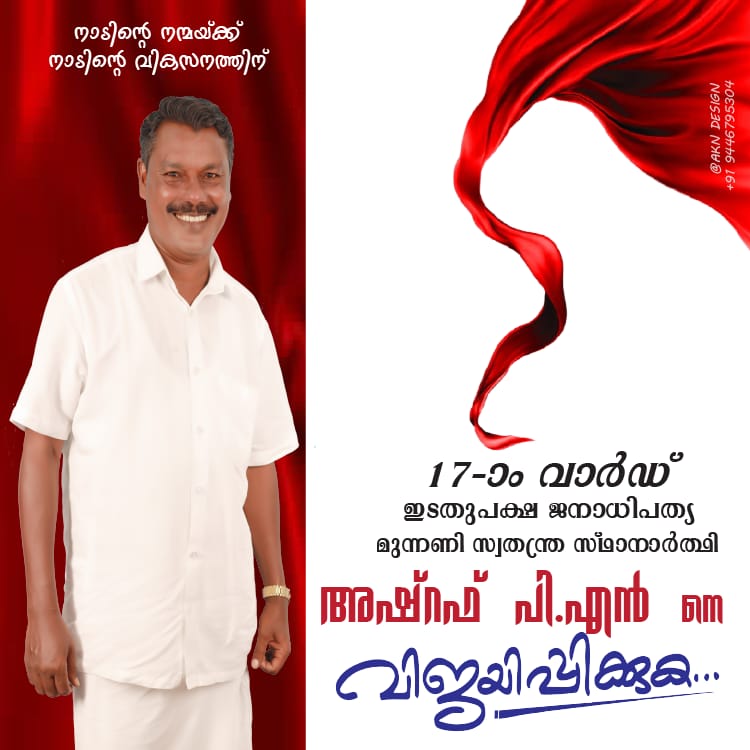 നാടിന്റെ നന്മയ്ക്ക്
നാടിന്റെ വികസനത്തിന്
@AKN DESIGN
+91 9446795304
17-ാം വാർഡ്
ഇടതുപക്ഷ ജനാധിപത്യ
മുന്നണി സ്വതന്ത്ര സ്ഥാനാർത്ഥി
അഷ്റഫ് പി.എൻ നെ
വിജയിപ്പിക്കുക...